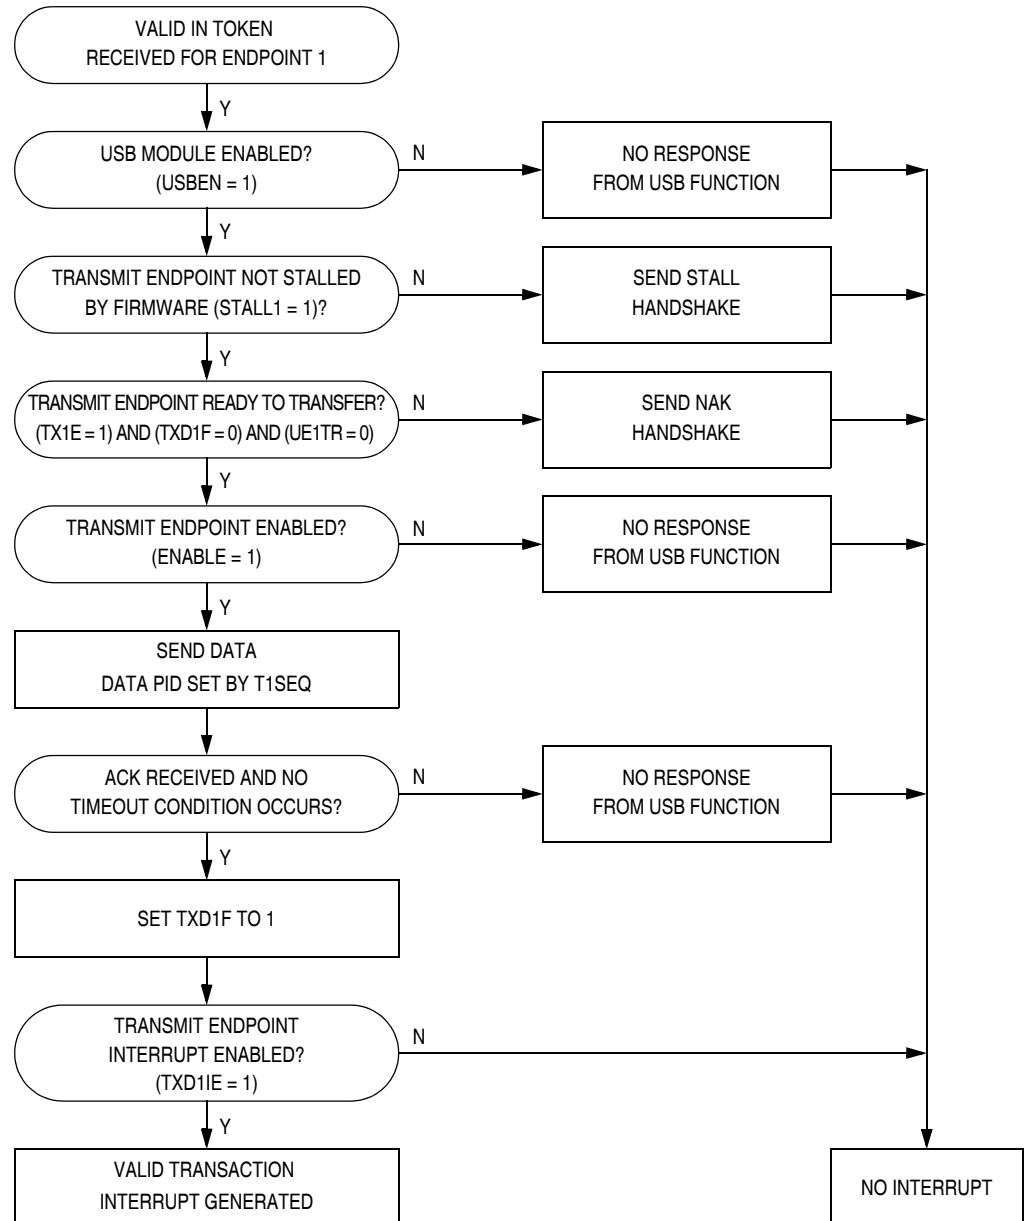 VALID IN TOKEN
RECEIVED FOR ENDPOINT 1
Y
USB MODULE ENABLED?
(USBEN = 1)
N
NO RESPONSE
FROM USB FUNCTION
Y
TRANSMIT ENDPOINT NOT STALLED
BY FIRMWARE (STALL1 = 1)?
N
SEND STALL
HANDSHAKE
Y
TRANSMIT ENDPOINT READY TO TRANSFER?
(TX1E = 1) AND (TXD1F = 0) AND (UE1TR = 0)
N
SEND NAK
HANDSHAKE
Y
TRANSMIT ENDPOINT ENABLED?
(ENABLE = 1)
N
NO RESPONSE
FROM USB FUNCTION
Y
SEND DATA
DATA PID SET BY T1SEQ
ACK RECEIVED AND NO
TIMEOUT CONDITION OCCURS?
N
NO RESPONSE
FROM USB FUNCTION
Y
SET TXD1F TO 1
TRANSMIT ENDPOINT
INTERRUPT ENABLED?
(TXD1IE = 1)
N
Y
VALID TRANSACTION
INTERRUPT GENERATED
NO INTERRUPT